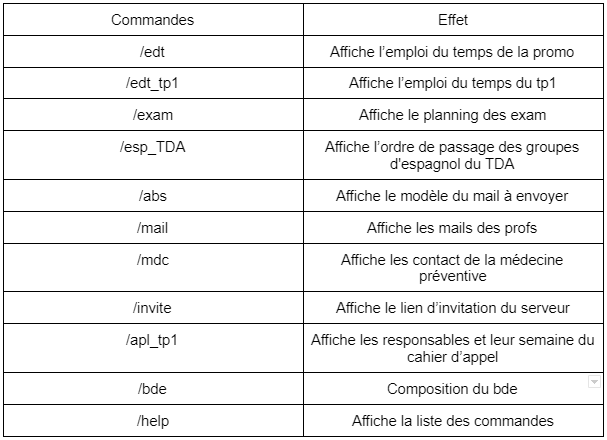 Commandes Effet
/edt Affiche l’emploi du temps de la promo
/edt_tp1 Affiche l’emploi du temps du tp1
/exam Affiche le planning des exam
/esp_TDA Affiche l’ordre de passage des groupes
d'espagnol du TDA
/abs Affiche le modèle du mail à envoyer
/mail Affiche les mails des profs
/mdc Affiche les contact de la médecine
préventive
/invite Affiche le lien d’invitation du serveur
/apl_tp1 Affiche les responsables et leur semaine du
cahier d’appel
/bde Composition du bde
/help Affiche la liste des commandes